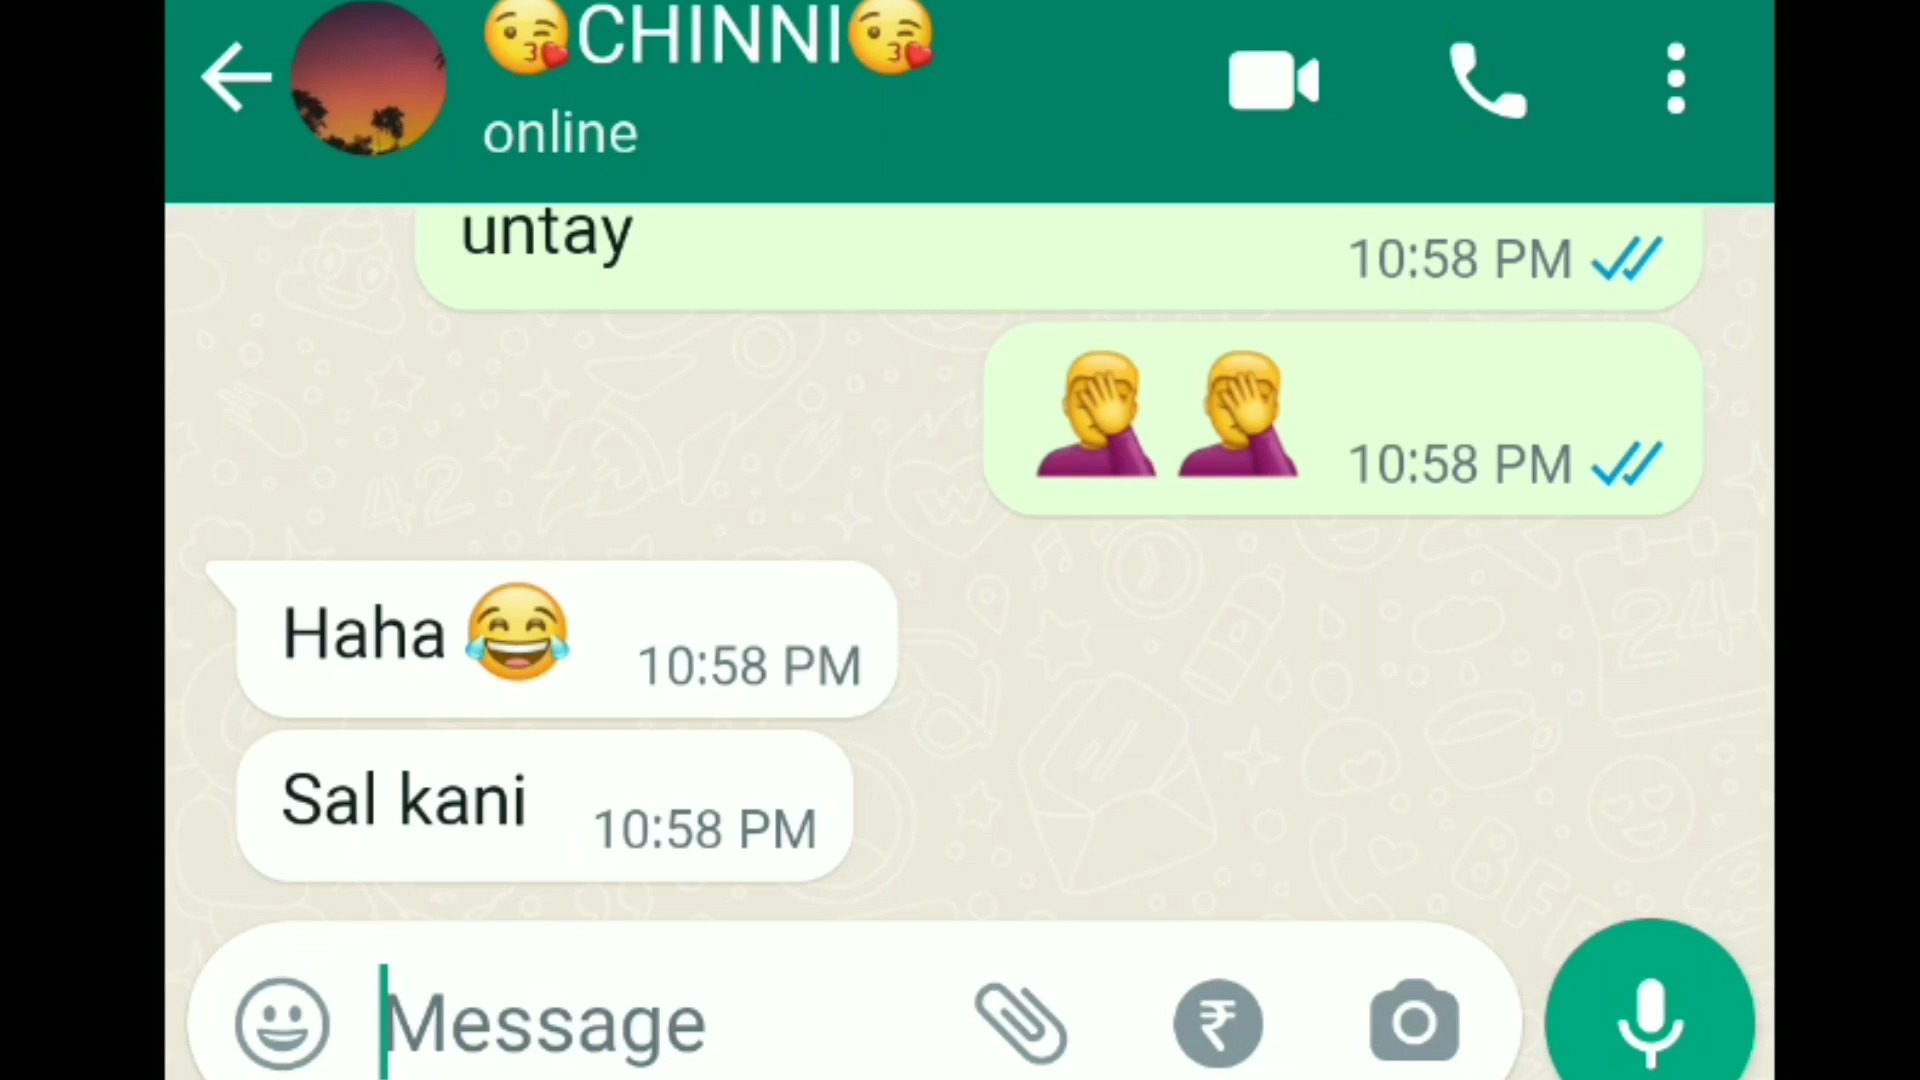 😘CHINNI😘
online
untay
10:58 PM
🤦🤦 10:58 PM
Haha 😂 10:58 PM
Sal kani 10:58 PM
Message